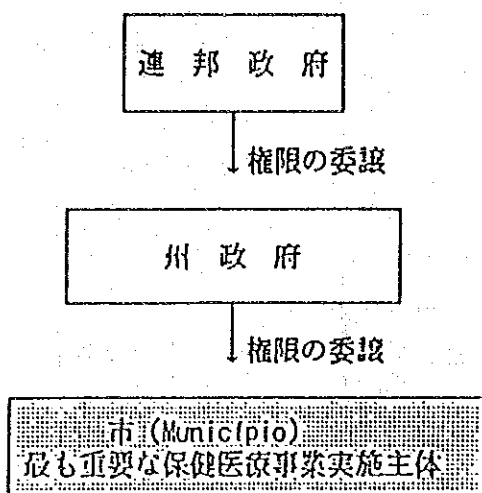 連邦政府
権限の委譲
州政府
権限の委譲
市(Município)
最も重要な保健医療事業実施主体